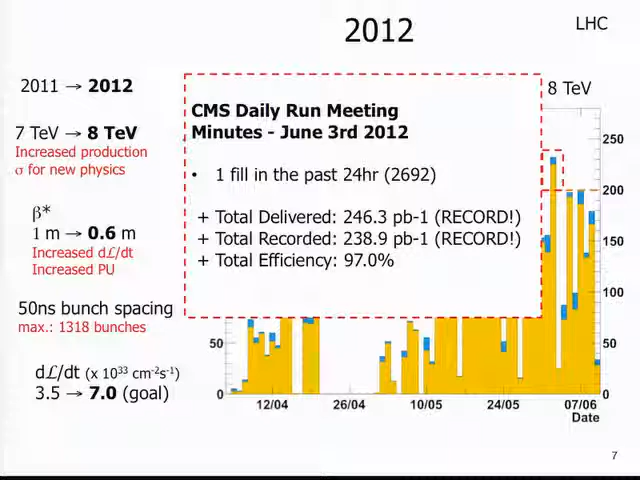 2012
LHC
2011 → 2012
7 TeV → 8 TeV
Increased production
σ for new physics
β*
1 m → 0.6 m
Increased dℒ/dt
Increased PU
50ns bunch spacing
max.: 1318 bunches
dℒ/dt (x 10³³ cm⁻²s⁻¹)
3.5 → 7.0 (goal)
CMS Daily Run Meeting
Minutes - June 3rd 2012
• 1 fill in the past 24hr (2692)
+ Total Delivered: 246.3 pb-1 (RECORD!)
+ Total Recorded: 238.9 pb-1 (RECORD!)
+ Total Efficiency: 97.0%
8 TeV
250
200
150
100
50
0
50
0
12/04 26/04 10/05 24/05 07/06
Date
7